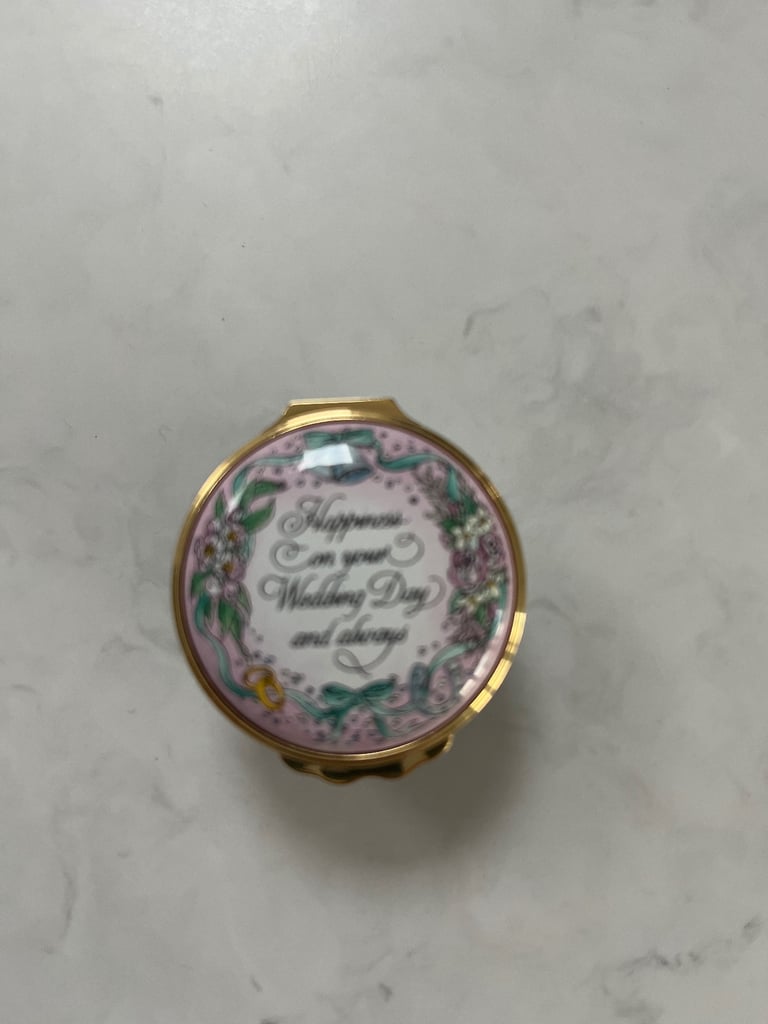 Happiness
on your
Wedding Day
and always